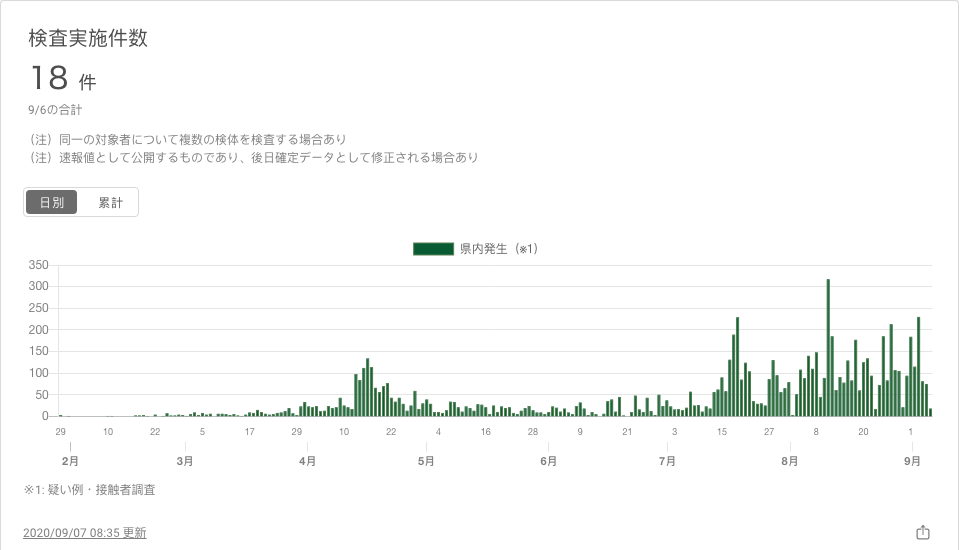 検査実施件数
18 件
9/6の合計
（注）同一の対象者について複数の検体を検査する場合あり
（注）速報値として公開するものであり、後日確定データとして修正される場合あり
日別 累計
県内発生（※1）
350
300
250
200
150
100
50
0
29 10 22 5 17 29 10 22 4 16 28 9 21 3 15 27 8 20 1
2月 3月 4月 5月 6月 7月 8月 9月
※1: 疑い例・接触者調査
2020/09/07 08:35 更新